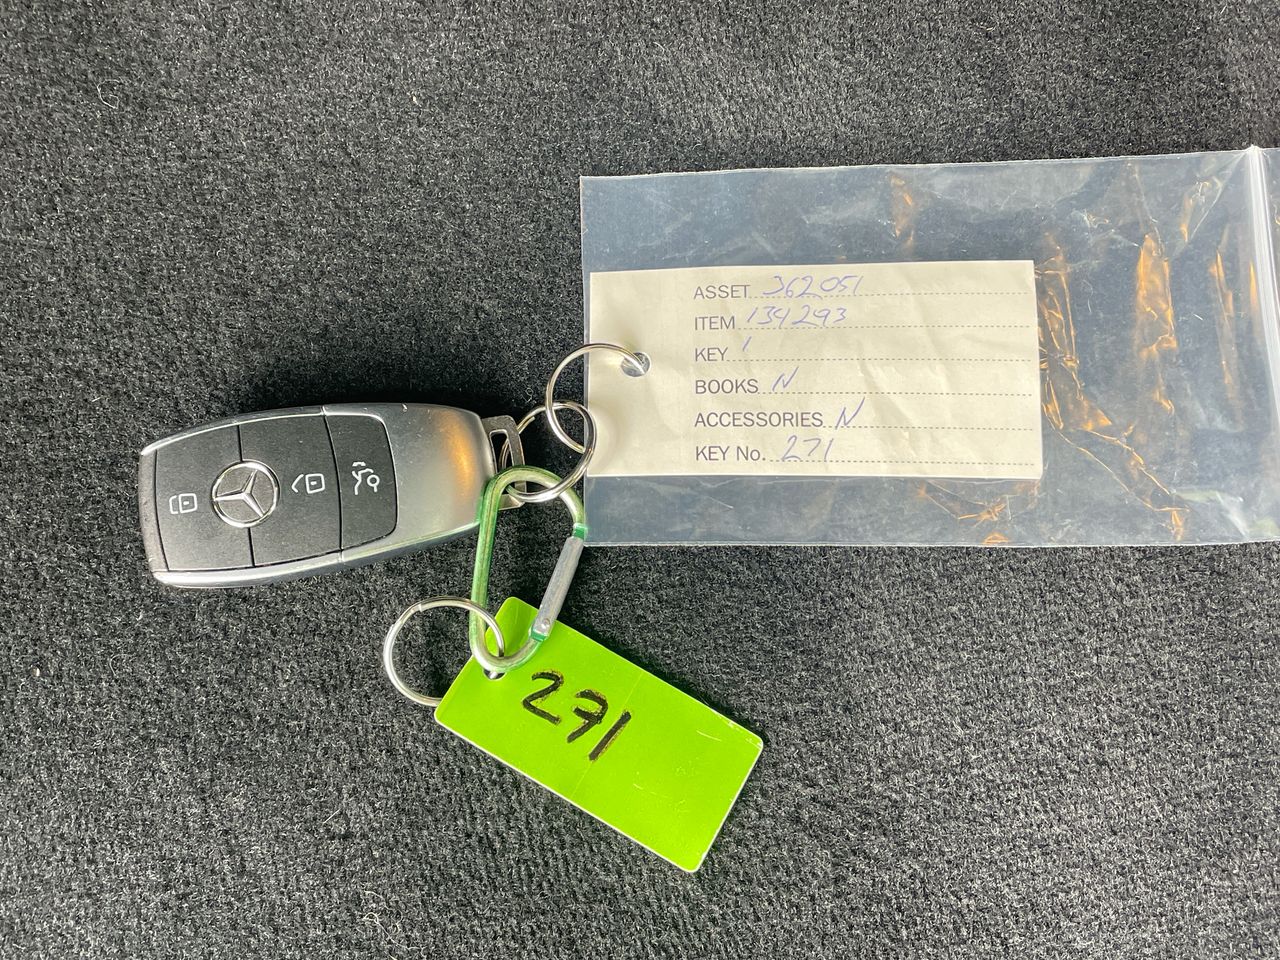 ASSET 362051
ITEM 134293
KEY 1
BOOKS N
ACCESSORIES N
KEY No. 271
271